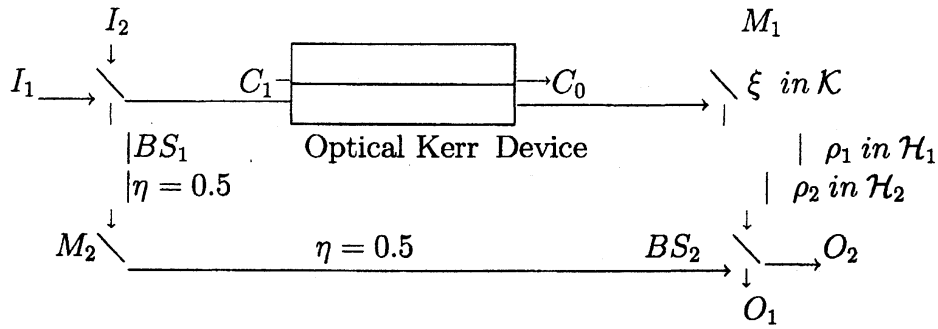 I₂ M₁
I₁ C₁ C₀ ξ in 𝒦
|BS₁ Optical Kerr Device | ρ₁ in ℋ₁
|η = 0.5 | ρ₂ in ℋ₂
M₂ η = 0.5 BS₂ O₂
O₁